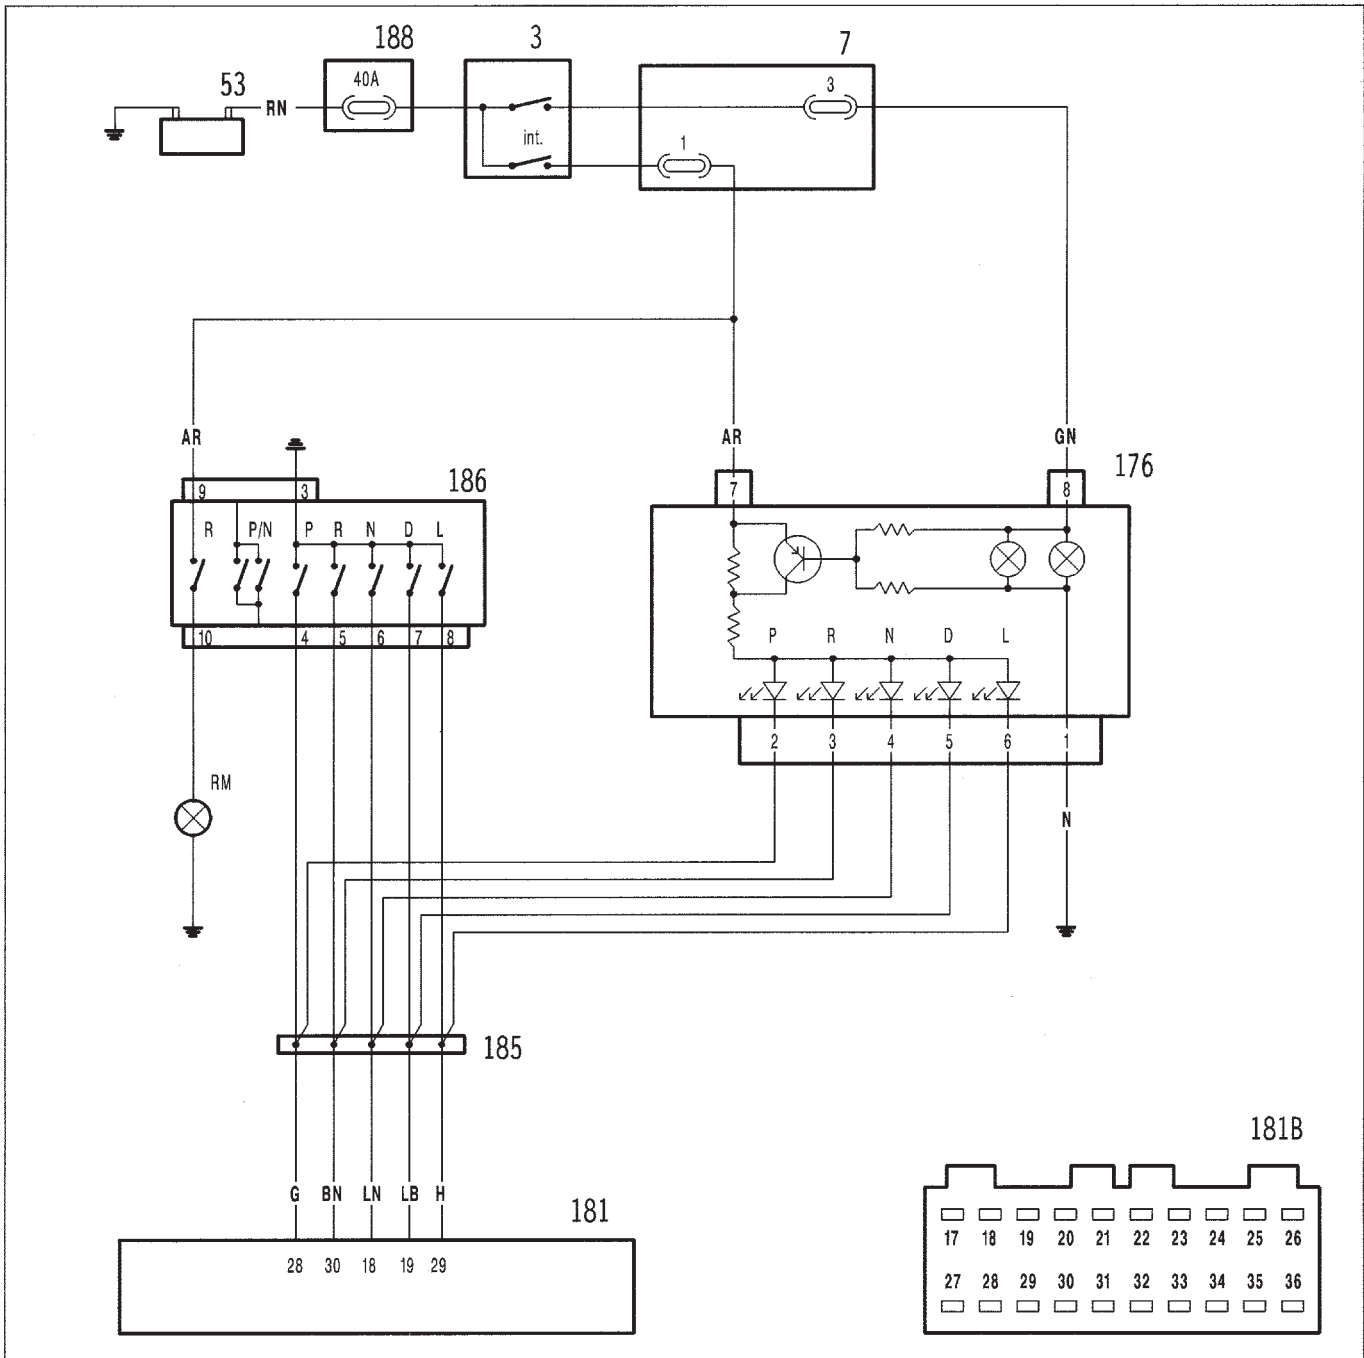 188 3 7
53 40A 3
RN
int. 1
AR AR GN
186 176
9 3 7 8
R P/N P R N D L
10 4 5 6 7 8
P R N D L
2 3 4 5 6 1
RM
N
185
181B
G BN LN LB H
181
28 30 18 19 29
17 18 19 20 21 22 23 24 25 26
27 28 29 30 31 32 33 34 35 36